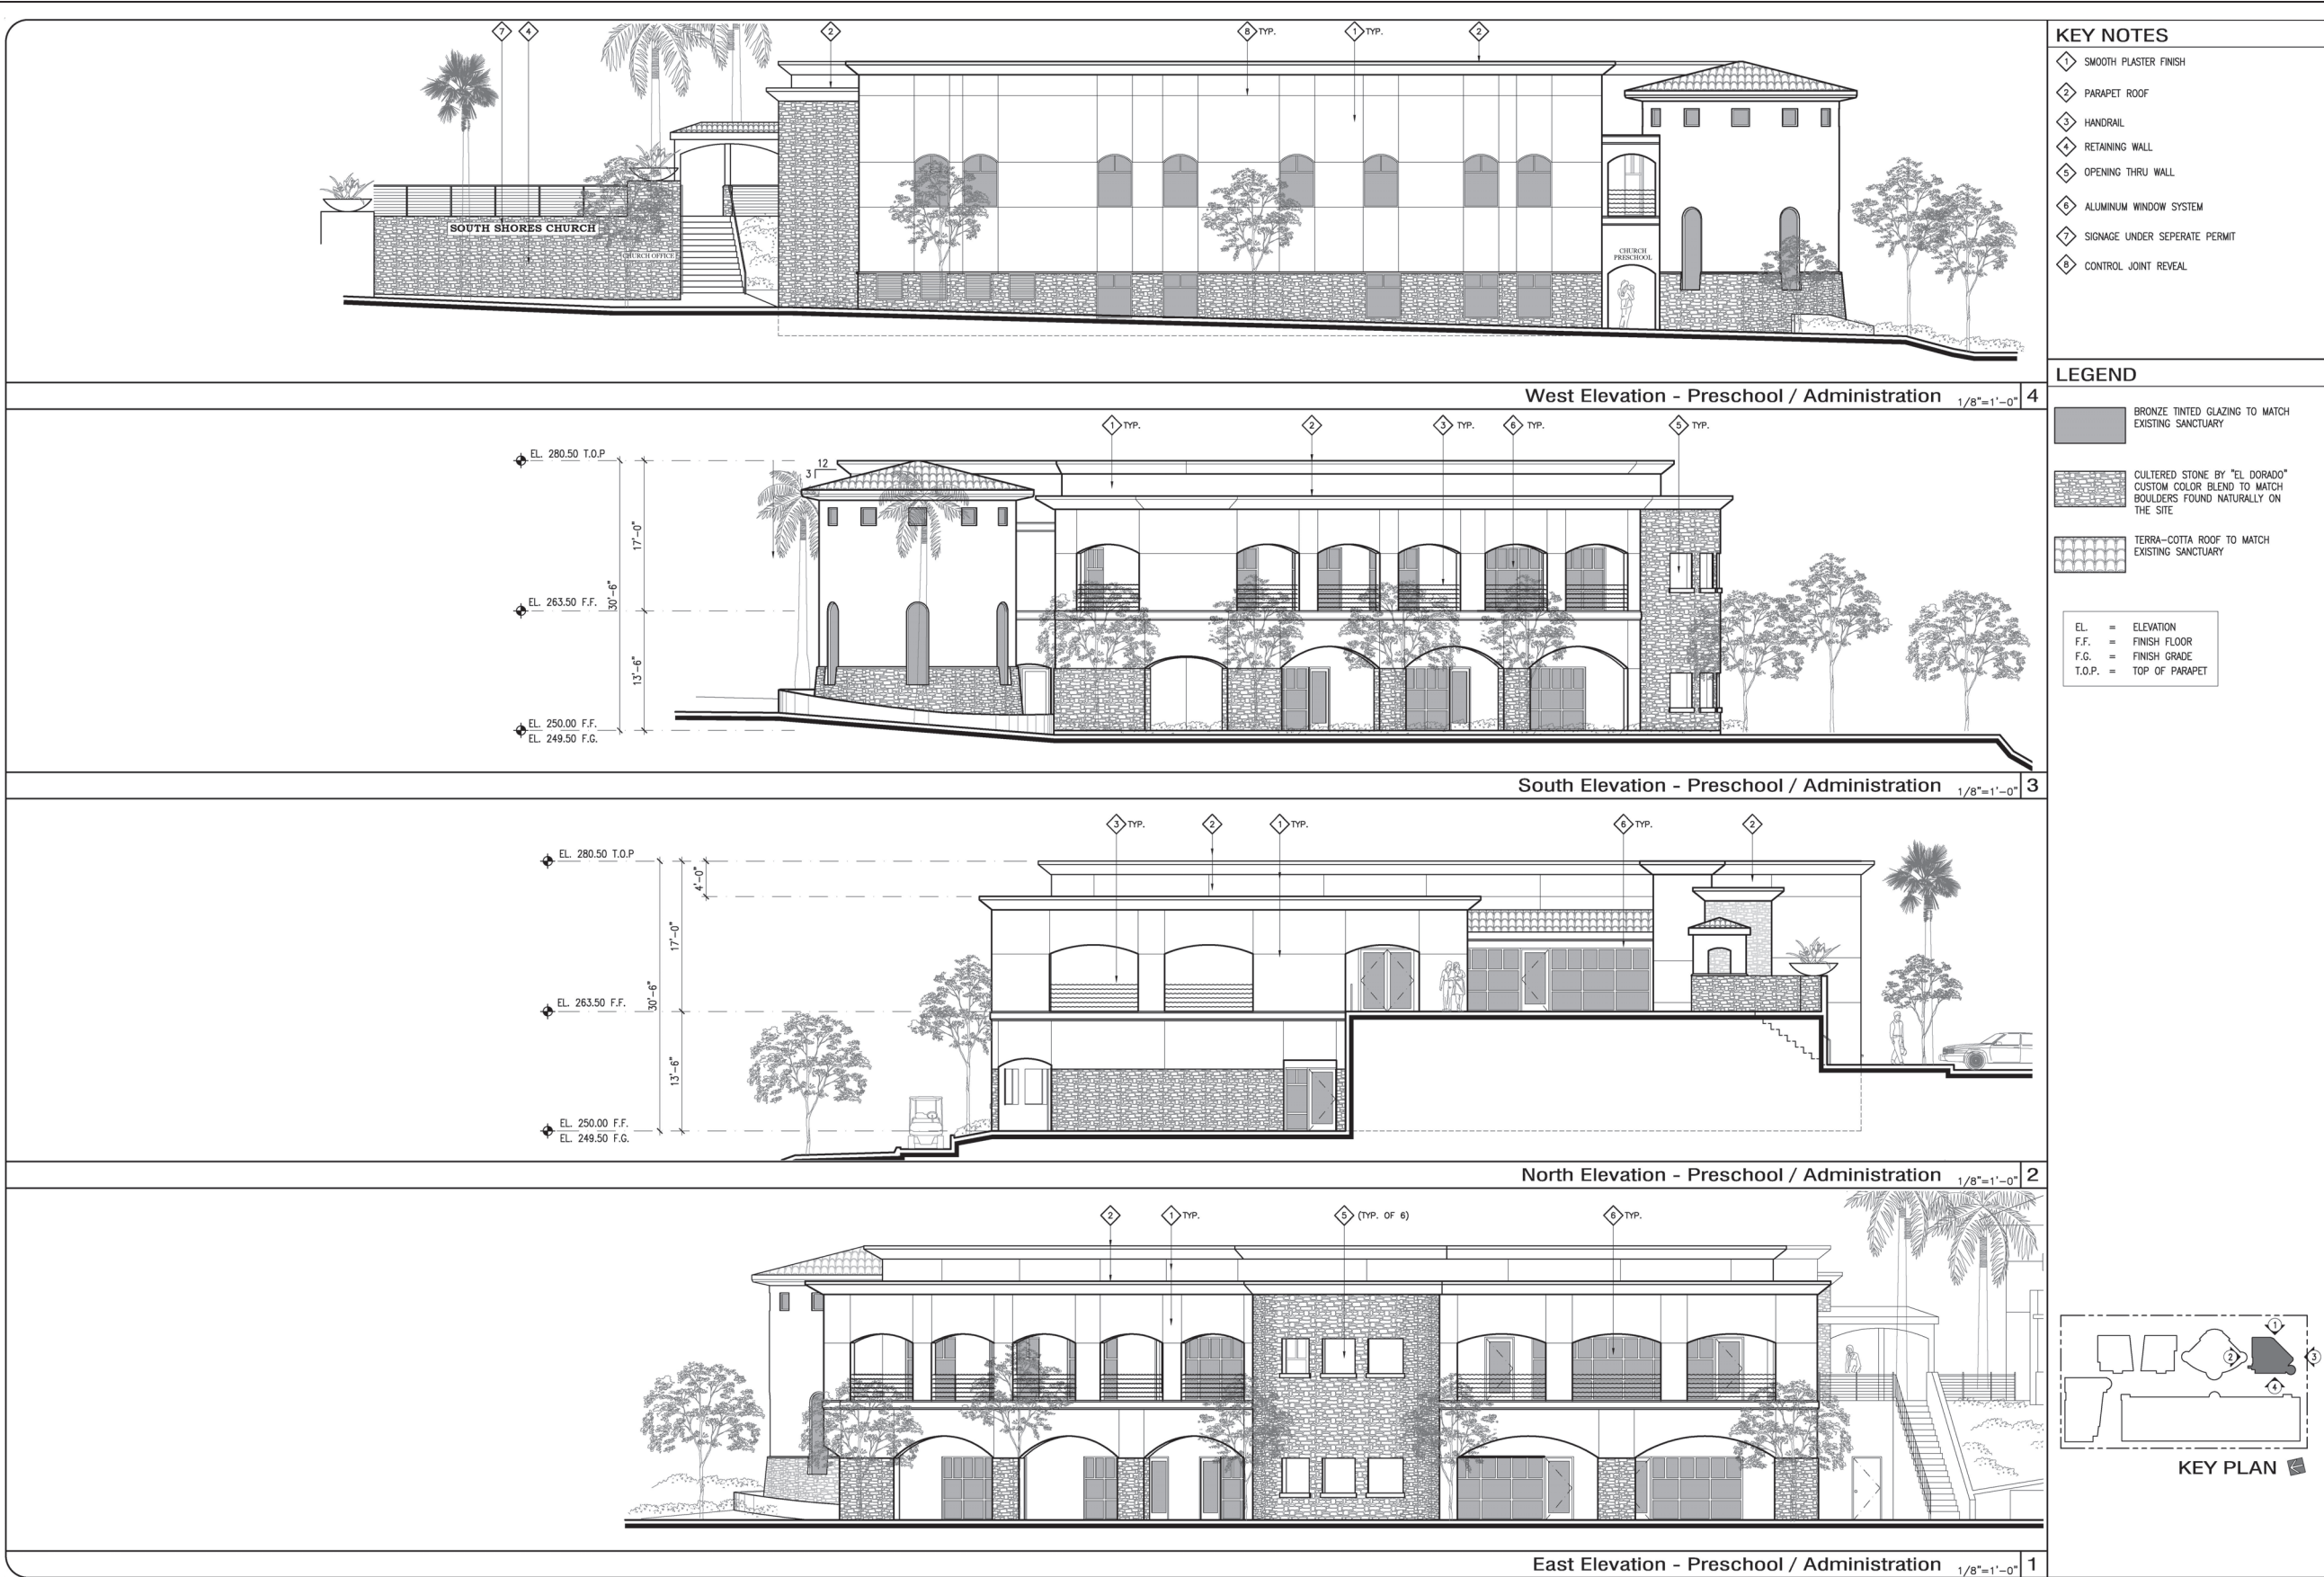 7
4
2
8 TYP.
1 TYP.
2
SOUTH SHORES CHURCH
CHURCH OFFICE
CHURCH
PRESCHOOL
West Elevation - Preschool / Administration 1/8"=1'-0" 4
1 TYP.
2
3 TYP.
6 TYP.
5 TYP.
EL. 280.50 T.O.P
12
3
17'-0"
30'-6"
EL. 263.50 F.F.
13'-6"
EL. 250.00 F.F.
EL. 249.50 F.G.
South Elevation - Preschool / Administration 1/8"=1'-0" 3
3 TYP.
2
1 TYP.
6 TYP.
2
EL. 280.50 T.O.P
4'-0"
17'-0"
30'-6"
EL. 263.50 F.F.
13'-6"
EL. 250.00 F.F.
EL. 249.50 F.G.
North Elevation - Preschool / Administration 1/8"=1'-0" 2
2
1 TYP.
5 (TYP. OF 6)
6 TYP.
East Elevation - Preschool / Administration 1/8"=1'-0" 1
KEY NOTES
1 SMOOTH PLASTER FINISH
2 PARAPET ROOF
3 HANDRAIL
4 RETAINING WALL
5 OPENING THRU WALL
6 ALUMINUM WINDOW SYSTEM
7 SIGNAGE UNDER SEPERATE PERMIT
8 CONTROL JOINT REVEAL
LEGEND
BRONZE TINTED GLAZING TO MATCH
EXISTING SANCTUARY
CULTERED STONE BY "EL DORADO"
CUSTOM COLOR BLEND TO MATCH
BOULDERS FOUND NATURALLY ON
THE SITE
TERRA-COTTA ROOF TO MATCH
EXISTING SANCTUARY
EL. = ELEVATION
F.F. = FINISH FLOOR
F.G. = FINISH GRADE
T.O.P. = TOP OF PARAPET
1
2
3
4
KEY PLAN